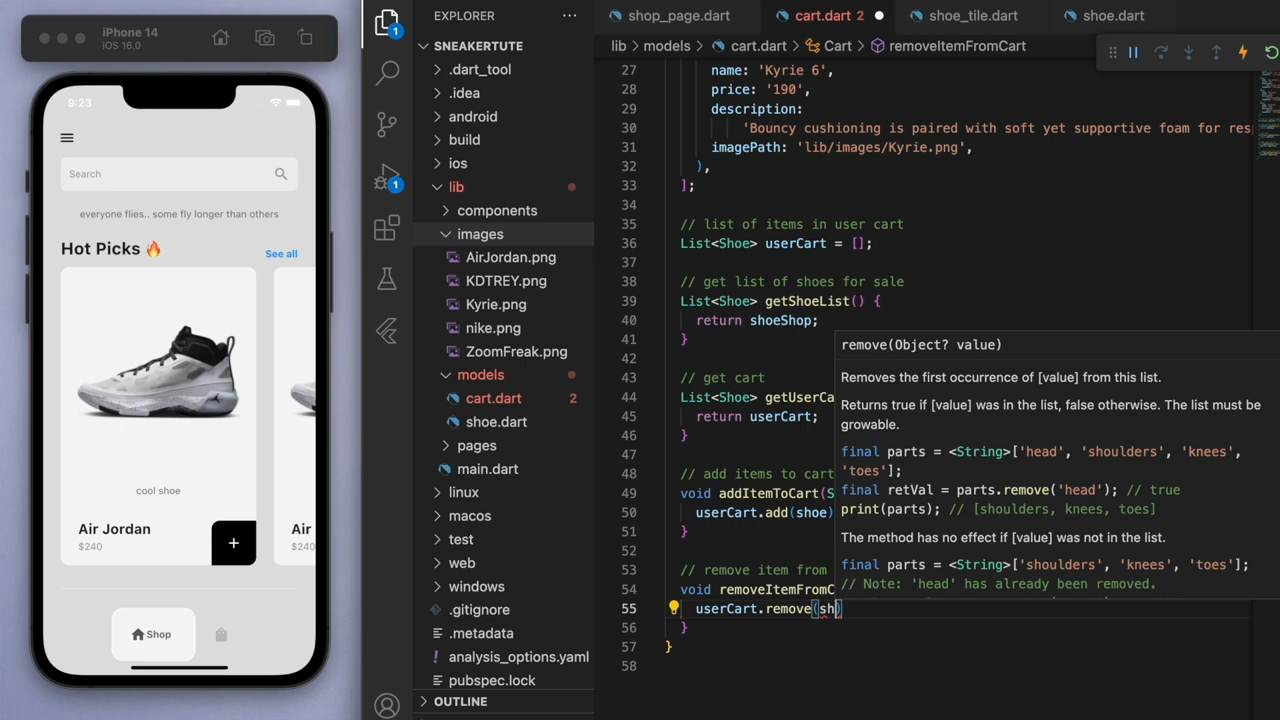 iPhone 14
iOS 16.0
9:23
Search
everyone flies.. some fly longer than others
Hot Picks 🔥
See all
cool shoe
Air Jordan
$240
+
Air
$240
Shop
1
1
EXPLORER
SNEAKERTUTE
.dart_tool
.idea
android
build
ios
lib
components
images
AirJordan.png
KDTREY.png
Kyrie.png
nike.png
ZoomFreak.png
models
cart.dart 2
shoe.dart
pages
main.dart
linux
macos
test
web
windows
.gitignore
.metadata
! analysis_options.yaml
pubspec.lock
OUTLINE
shop_page.dart
cart.dart 2
shoe_tile.dart
shoe.dart
lib > models > cart.dart > Cart > removeItemFromCart
27 name: 'Kyrie 6',
28 price: '190',
29 description:
30 'Bouncy cushioning is paired with soft yet supportive foam for resp
31 imagePath: 'lib/images/Kyrie.png',
32 ),
33 ];
34
35 // list of items in user cart
36 List<Shoe> userCart = [];
37
38 // get list of shoes for sale
39 List<Shoe> getShoeList() {
40 return shoeShop;
41 }
42
43 // get cart
44 List<Shoe> getUserCa
45 return userCart;
46 }
47
48 // add items to cart
49 void addItemToCart(S
50 userCart.add(shoe)
51 }
52
53 // remove item from
54 void removeItemFromC
55 userCart.remove(sh)
56 }
57 }
58
remove(Object? value)
Removes the first occurrence of [value] from this list.
Returns true if [value] was in the list, false otherwise. The list must be
growable.
final parts = <String>['head', 'shoulders', 'knees',
'toes'];
final retVal = parts.remove('head'); // true
print(parts); // [shoulders, knees, toes]
The method has no effect if [value] was not in the list.
final parts = <String>['shoulders', 'knees', 'toes'];
// Note: 'head' has already been removed.